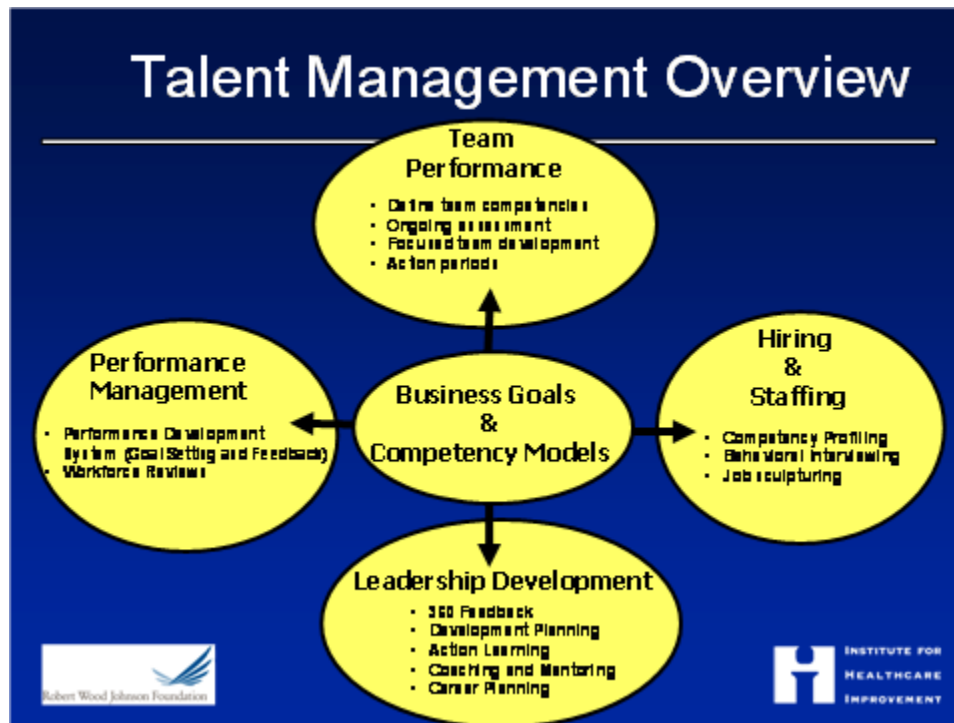 Talent Management Overview
Team
Performance
• Define team competencies
• Ongoing assessment
• Focused team development
• Action periods
Performance
Management
• Performance Development
System (Goal Setting and Feedback)
• Workforce Reviews
Business Goals
&
Competency Models
Hiring
&
Staffing
• Competency Profiling
• Behavioral Interviewing
• Job sculpturing
Leadership Development
• 360 Feedback
• Development Planning
• Action Learning
• Coaching and Mentoring
• Career Planning
Robert Wood Johnson Foundation
INSTITUTE FOR
HEALTHCARE
IMPROVEMENT